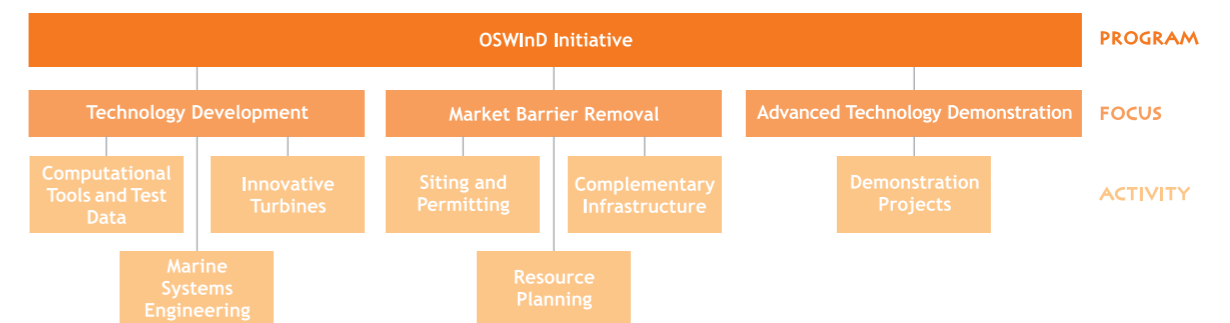 OSWInD Initiative
PROGRAM
Technology Development
Market Barrier Removal
Advanced Technology Demonstration
FOCUS
Computational
Tools and Test
Data
Innovative
Turbines
Siting and
Permitting
Complementary
Infrastructure
Demonstration
Projects
ACTIVITY
Marine
Systems
Engineering
Resource
Planning